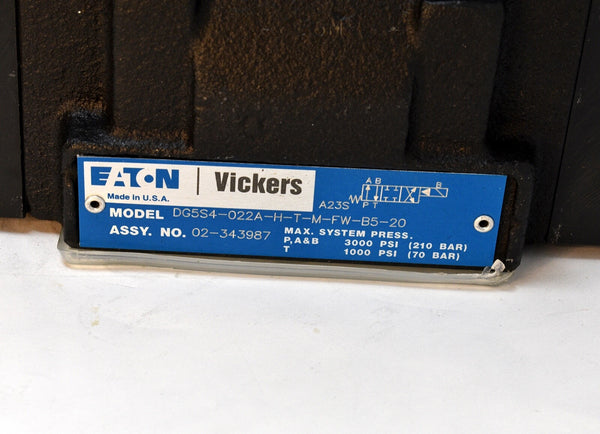 EATON | Vickers
Made in U.S.A.
A B
B
A23S
P T
MODEL DG5S4-022A-H-T-M-FW-B5-20
ASSY. NO. 02-343987
MAX. SYSTEM PRESS.
P,A&B 3000 PSI (210 BAR)
T 1000 PSI (70 BAR)